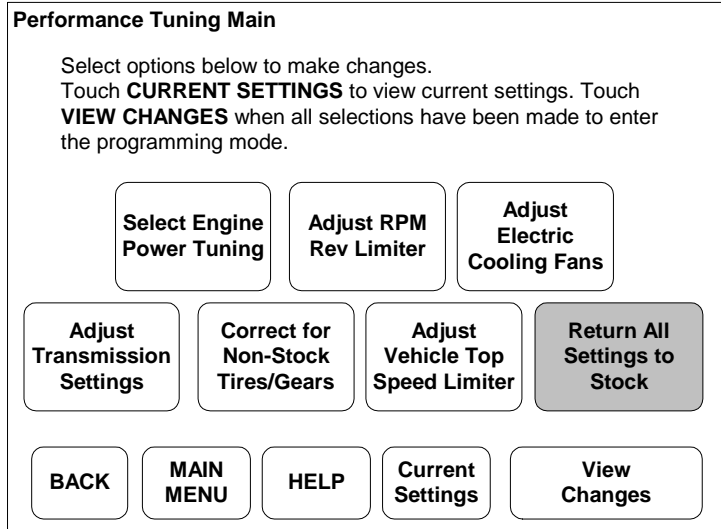 Performance Tuning Main
Select options below to make changes.
Touch CURRENT SETTINGS to view current settings. Touch
VIEW CHANGES when all selections have been made to enter
the programming mode.
Select Engine
Power Tuning
Adjust RPM
Rev Limiter
Adjust
Electric
Cooling Fans
Adjust
Transmission
Settings
Correct for
Non-Stock
Tires/Gears
Adjust
Vehicle Top
Speed Limiter
Return All
Settings to
Stock
BACK
MAIN
MENU
HELP
Current
Settings
View
Changes